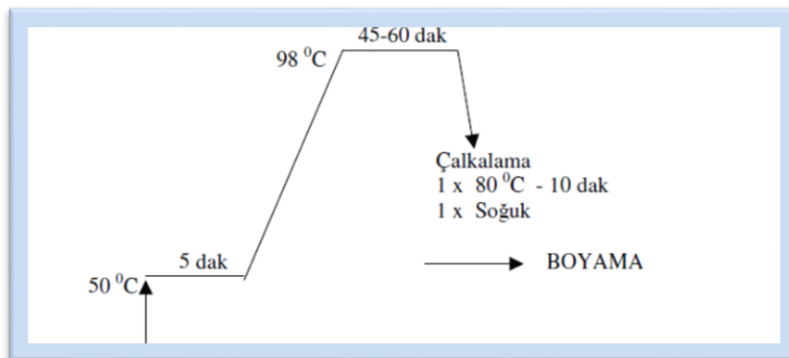 45-60 dak
98 ⁰C
Çalkalama
1 x 80 ⁰C - 10 dak
1 x Soğuk
5 dak
BOYAMA
50 ⁰C